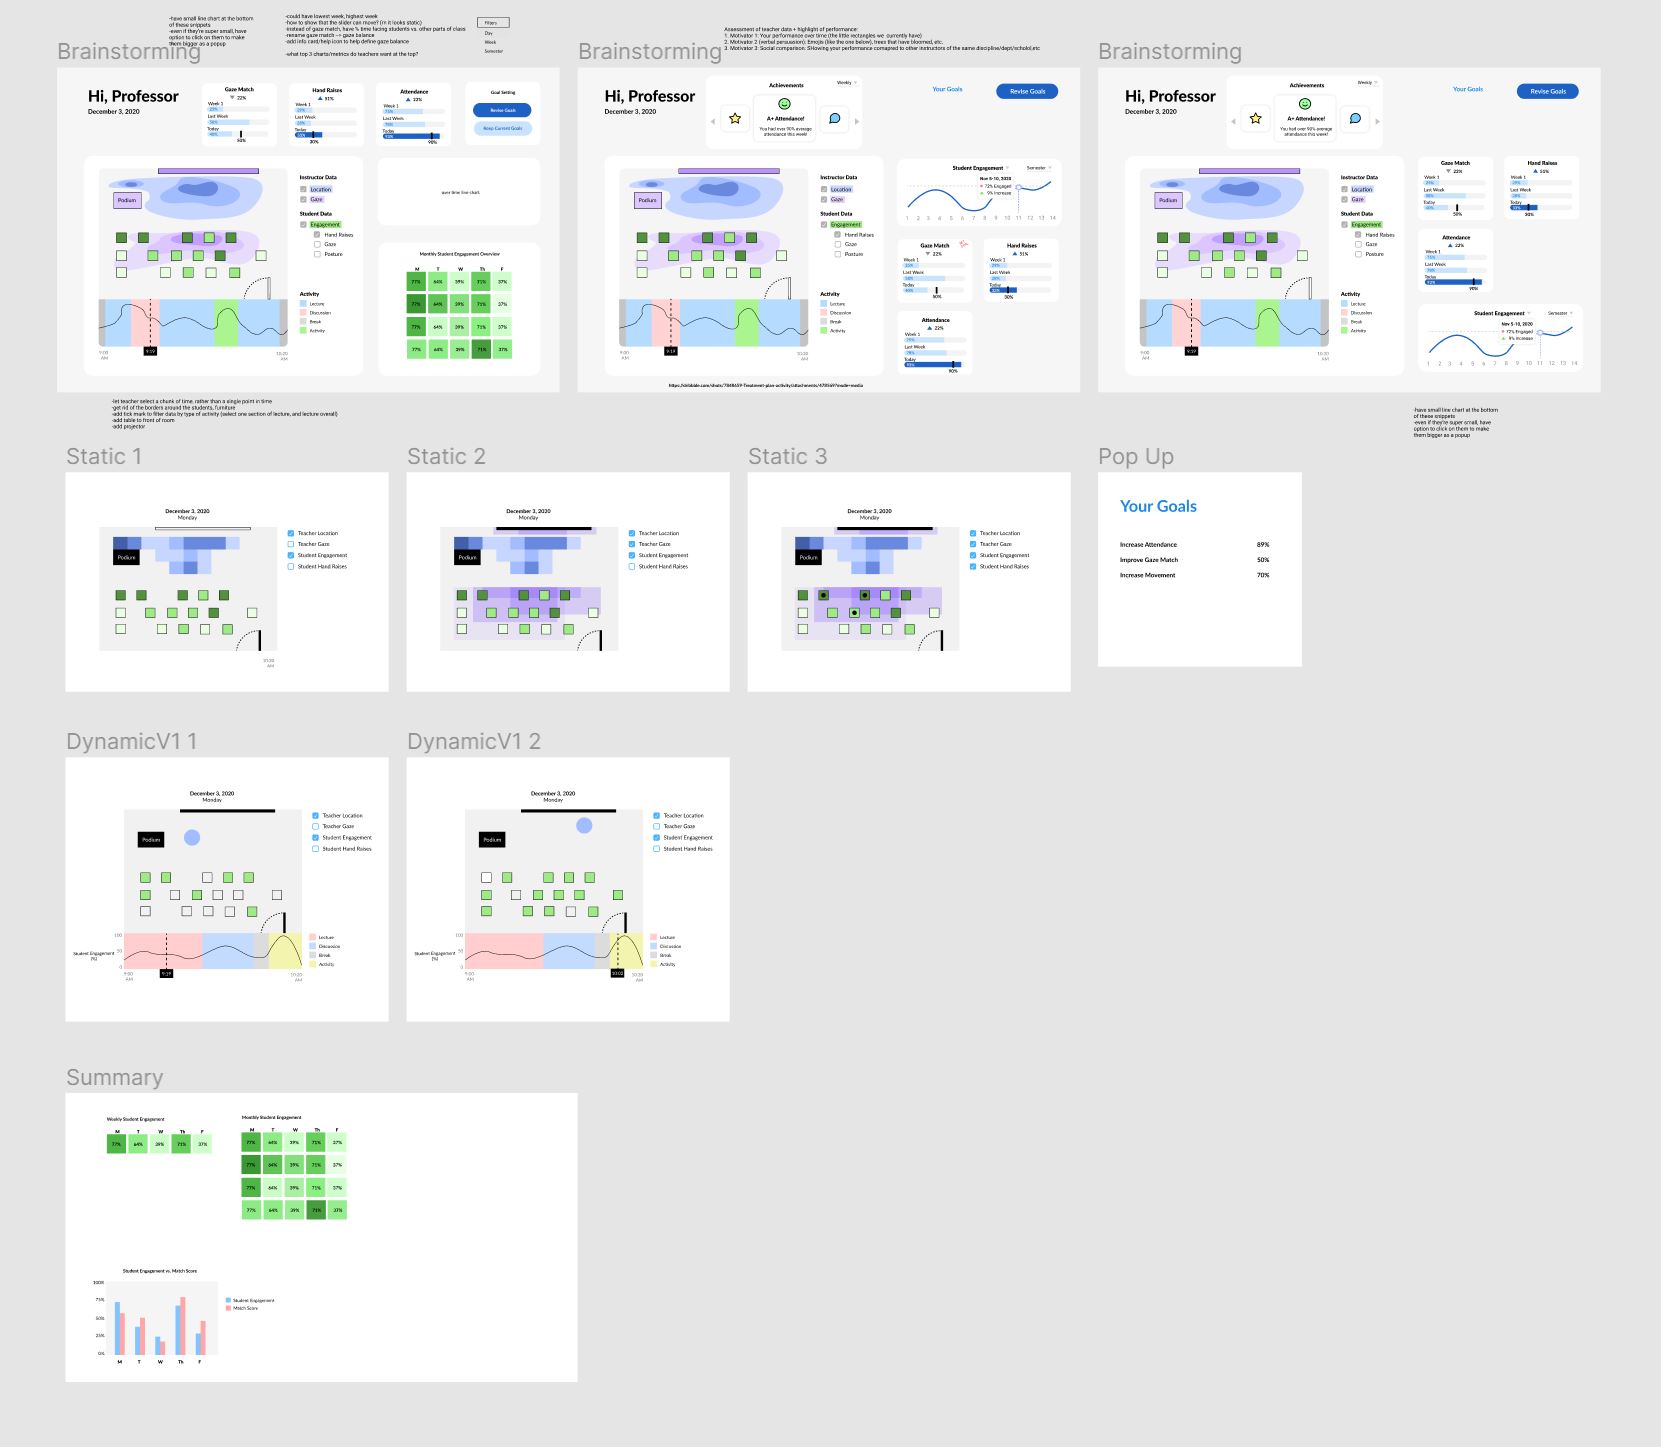 -have small line chart at the bottom
of these snippets
-even if they're super small, have
option to click on them to make
them bigger as a popup
-could have lowest week, highest week
-how to show that the slider can move? (rn it looks static)
-instead of gaze match, have % time facing students vs. other parts of class
-rename gaze match --> gaze balance
-add info card/help icon to help define gaze balance
-what top 3 charts/metrics do teachers want at the top?
Filters
Day
Week
Semester
Assessment of teacher data + highlight of performance:
1. Motivator 1: Your performance over time (the little rectangles we currently have)
2. Motivator 2 (verbal persuasion): Emojis (like the one below), trees that have bloomed, etc.
3. Motivator 3: Social comparison. SHowing your performance comapred to other instructors of the same discipline/dept/school,etc
Brainstorming
Hi, Professor
December 3, 2020
Gaze Match
22%
Week 1
Last Week
Today
50%
Hand Raises
51%
Week 1
Last Week
Today
30%
Attendance
22%
Week 1
Last Week
Today
90%
Goal Setting
Revise Goals
Keep Current Goals
Podium
9:00
AM
9:19
10:20
AM
Instructor Data
Location
Gaze
Student Data
Engagement
Hand Raises
Gaze
Posture
Activity
Lecture
Discussion
Break
Activity
over time line chart
Monthly Student Engagement Overview
M T W Th F
77% 64% 39% 71% 37%
77% 64% 39% 71% 37%
77% 64% 39% 71% 37%
77% 64% 39% 71% 37%
-let teacher select a chunk of time, rather than a single point in time
-get rid of the borders around the students, furniture
-add tick mark to filter data by type of activity (select one section of lecture, and lecture overall)
-add table to front of room
-add projector
Brainstorming
Hi, Professor
December 3, 2020
Achievements
Weekly
A+ Attendance!
You had over 90% average
attendance this week!
Your Goals
Revise Goals
Podium
9:00
AM
9:19
10:20
AM
Instructor Data
Location
Gaze
Student Data
Engagement
Hand Raises
Gaze
Posture
Activity
Lecture
Discussion
Break
Activity
Student Engagement
Semester
Nov 5-10, 2020
72% Engaged
9% Increase
1 2 3 4 5 6 7 8 9 10 11 12 13 14
Gaze Match
22%
Week 1
Last Week
Today
50%
Hand Raises
51%
Week 1
Last Week
Today
30%
Attendance
22%
Week 1
Last Week
Today
90%
Brainstorming
Hi, Professor
December 3, 2020
Achievements
Weekly
A+ Attendance!
You had over 90% average
attendance this week!
Your Goals
Revise Goals
Podium
9:00
AM
9:19
10:20
AM
Instructor Data
Location
Gaze
Student Data
Engagement
Hand Raises
Gaze
Posture
Activity
Lecture
Discussion
Break
Activity
Gaze Match
22%
Week 1
Last Week
Today
50%
Hand Raises
51%
Week 1
Last Week
Today
30%
Attendance
22%
Week 1
Last Week
Today
90%
Student Engagement
Semester
Nov 5-10, 2020
72% Engaged
9% Increase
1 2 3 4 5 6 7 8 9 10 11 12 13 14
-have small line chart at the bottom
of these snippets
-even if they're super small, have
option to click on them to make
them bigger as a popup
Static 1
December 3, 2020
Monday
Podium
Teacher Location
Teacher Gaze
Student Engagement
Student Hand Raises
10:20
AM
Static 2
December 3, 2020
Monday
Podium
Teacher Location
Teacher Gaze
Student Engagement
Student Hand Raises
Static 3
December 3, 2020
Monday
Podium
Teacher Location
Teacher Gaze
Student Engagement
Student Hand Raises
Pop Up
Your Goals
Increase Attendance 89%
Improve Gaze Match 50%
Increase Movement 70%
DynamicV1 1
December 3, 2020
Monday
Podium
Teacher Location
Teacher Gaze
Student Engagement
Student Hand Raises
Student Engagement
(%)
100
50
0
9:00
AM
9:19
10:20
AM
Lecture
Discussion
Break
Activity
DynamicV1 2
December 3, 2020
Monday
Podium
Teacher Location
Teacher Gaze
Student Engagement
Student Hand Raises
Student Engagement
(%)
100
50
0
9:00
AM
10:02
10:20
AM
Lecture
Discussion
Break
Activity
Summary
Weekly Student Engagement
M T W Th F
77% 64% 39% 71% 37%
Monthly Student Engagement
M T W Th F
77% 64% 39% 71% 37%
77% 64% 39% 71% 37%
77% 64% 39% 71% 37%
77% 64% 39% 71% 37%
Student Engagement vs. Match Score
100%
75%
50%
25%
0%
M T W Th F
Student Engagement
Match Score